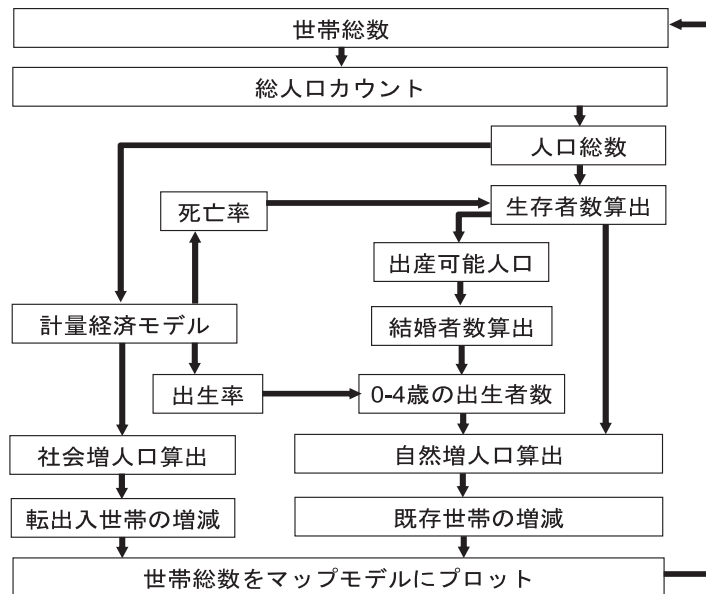 世帯総数
総人口カウント
人口総数
死亡率
生存者数算出
出産可能人口
計量経済モデル
結婚者数算出
出生率
0-4歳の出生者数
社会増人口算出
自然増人口算出
転出入世帯の増減
既存世帯の増減
世帯総数をマップモデルにプロット